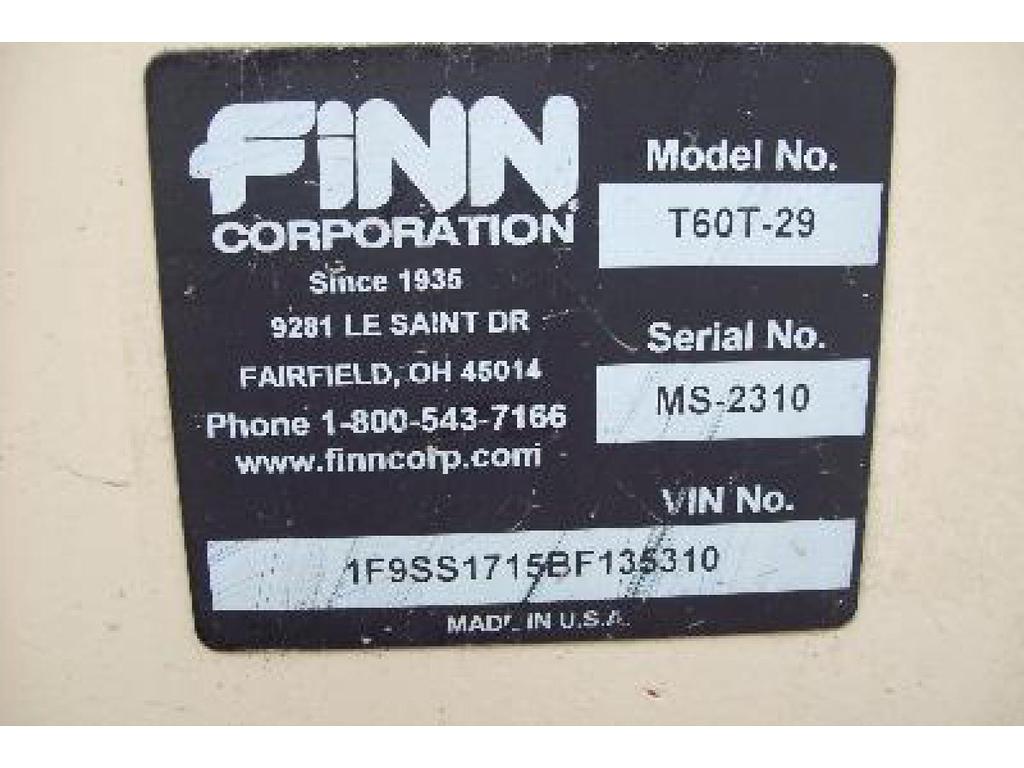 FINN
CORPORATION
Since 1935
9281 LE SAINT DR
FAIRFIELD, OH 45014
Phone 1-800-543-7166
www.finncorp.com
Model No.
T60T-29
Serial No.
MS-2310
VIN No.
1F9SS1715BF135310
MADE IN U.S.A.